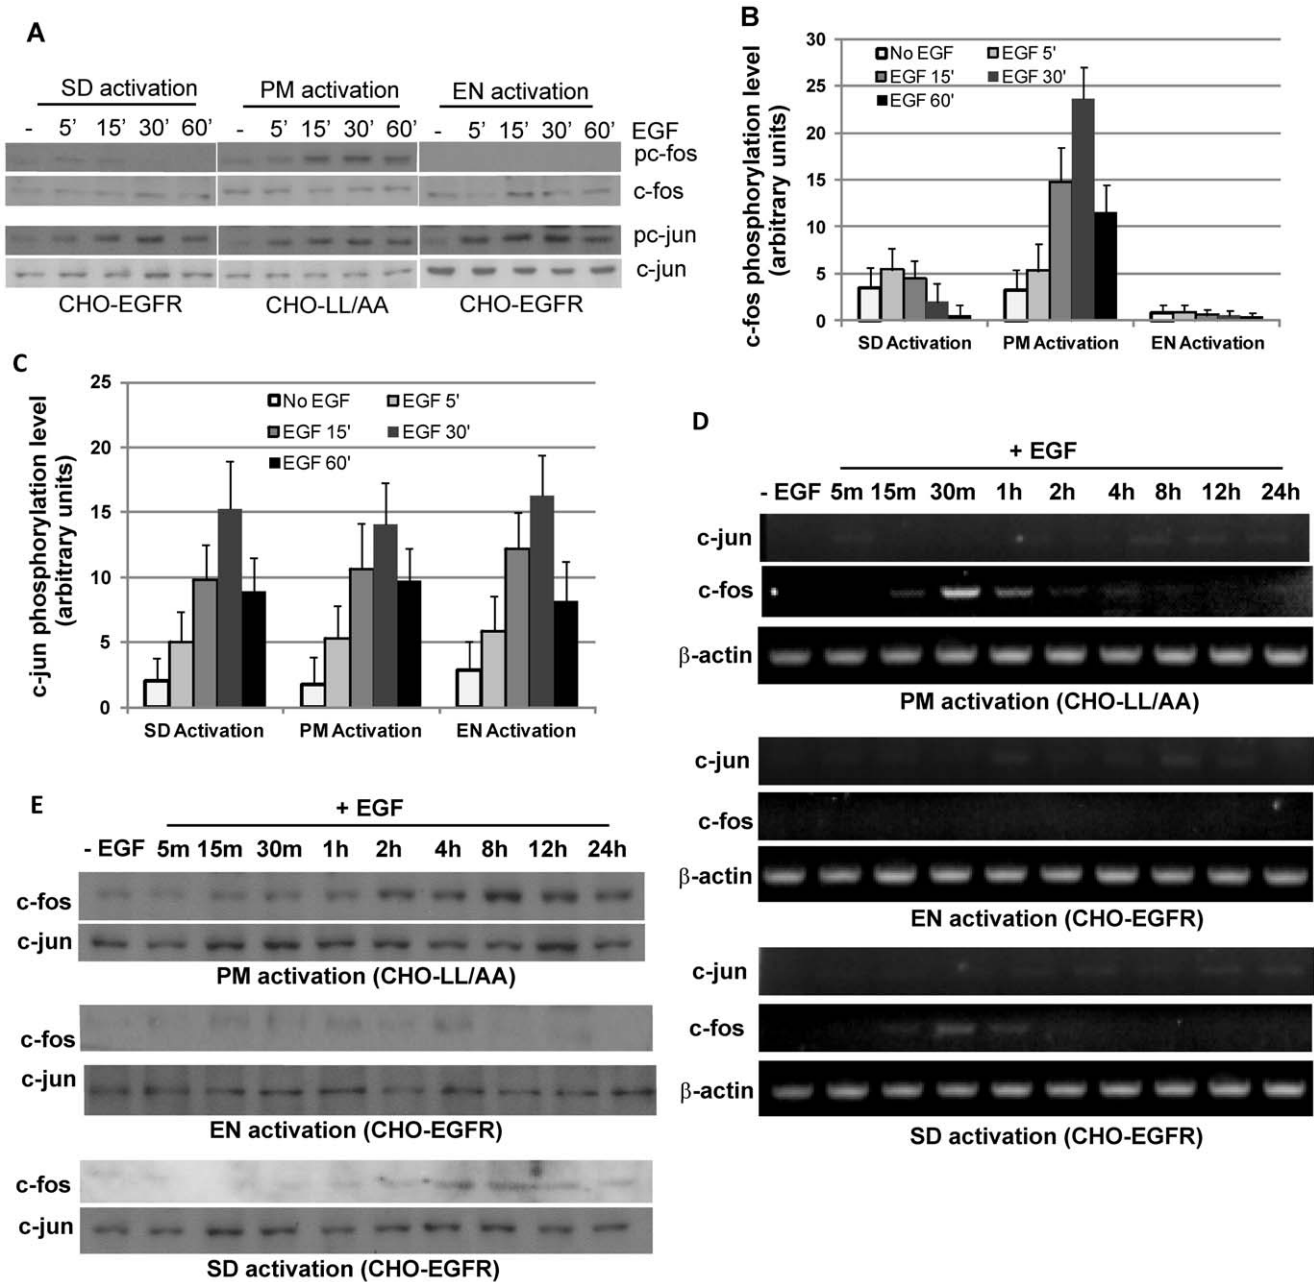 A
SD activation PM activation EN activation
- 5’ 15’ 30’ 60’ - 5’ 15’ 30’ 60’ - 5’ 15’ 30’ 60’ EGF
pc-fos
c-fos
pc-jun
c-jun
CHO-EGFR CHO-LL/AA CHO-EGFR
B
c-fos phosphorylation level
(arbitrary units)
30
25
20
15
10
5
0
No EGF EGF 5'
EGF 15' EGF 30'
EGF 60'
SD Activation PM Activation EN Activation
C
c-jun phosphorylation level
(arbitrary units)
25
20
15
10
5
0
No EGF EGF 5'
EGF 15' EGF 30'
EGF 60'
SD Activation PM Activation EN Activation
D
+ EGF
- EGF 5m 15m 30m 1h 2h 4h 8h 12h 24h
c-jun
c-fos
β-actin
PM activation (CHO-LL/AA)
c-jun
c-fos
β-actin
EN activation (CHO-EGFR)
c-jun
c-fos
β-actin
SD activation (CHO-EGFR)
E
+ EGF
- EGF 5m 15m 30m 1h 2h 4h 8h 12h 24h
c-fos
c-jun
PM activation (CHO-LL/AA)
c-fos
c-jun
EN activation (CHO-EGFR)
c-fos
c-jun
SD activation (CHO-EGFR)